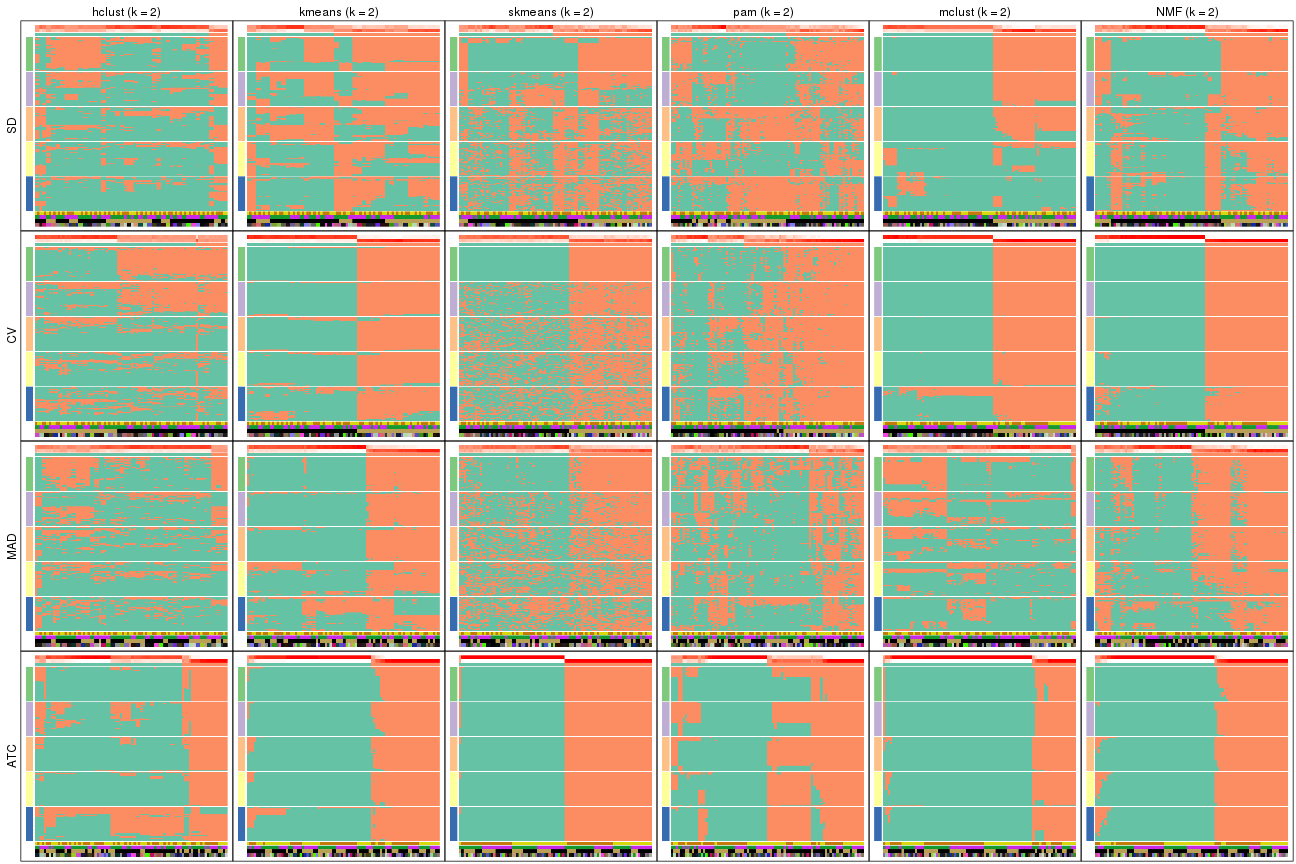 hclust (k = 2) kmeans (k = 2) skmeans (k = 2) pam (k = 2) mclust (k = 2) NMF (k = 2)
SD
CV
MAD
ATC